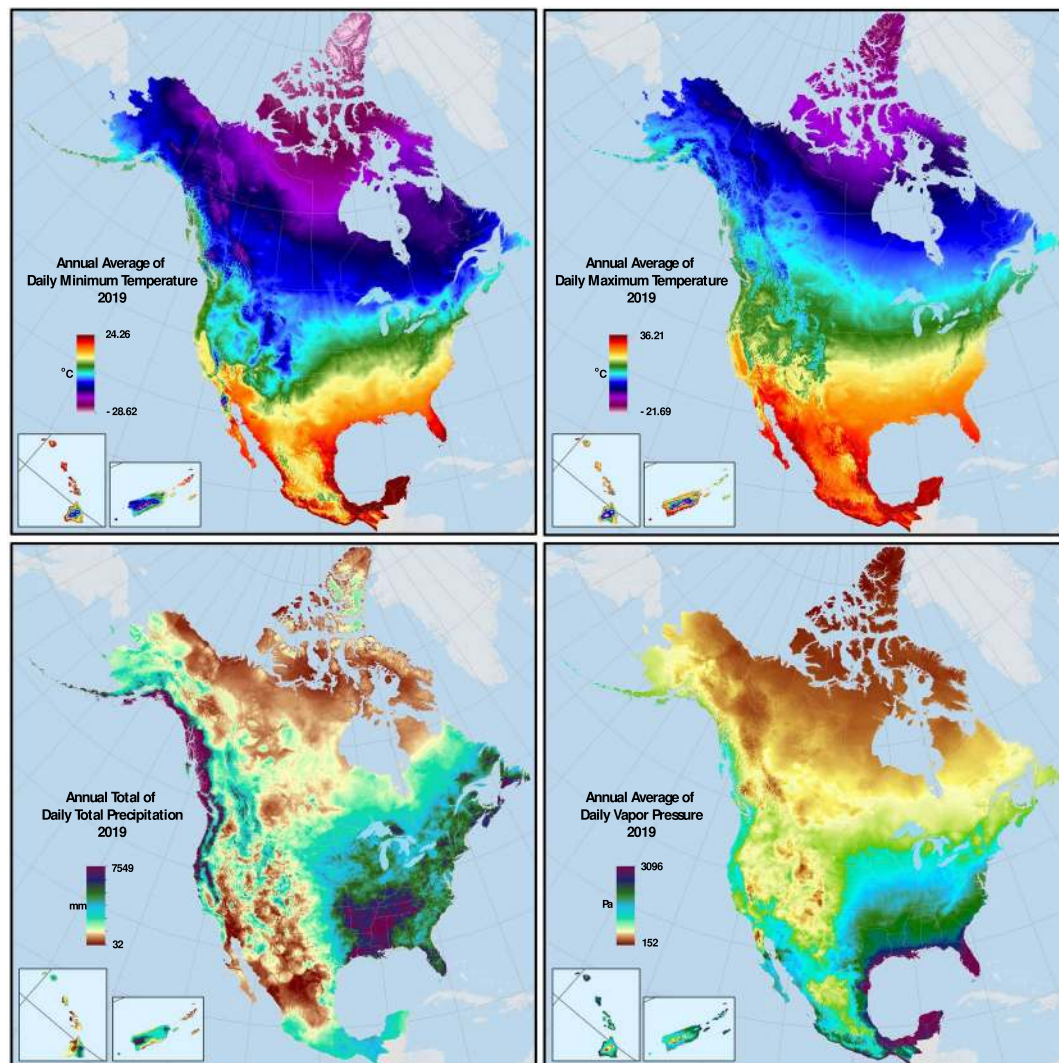 Annual Average of
Daily Minimum Temperature
2019
24.26
°C
- 28.62
Annual Average of
Daily Maximum Temperature
2019
36.21
°C
- 21.69
Annual Total of
Daily Total Precipitation
2019
7549
mm
32
Annual Average of
Daily Vapor Pressure
2019
3096
Pa
152